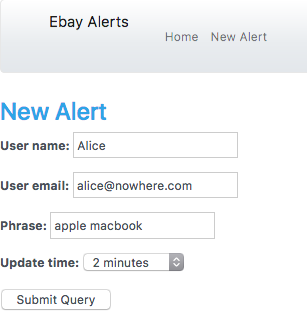 Ebay Alerts
Home New Alert
New Alert
User name: Alice
User email: alice@nowhere.com
Phrase: apple macbook
Update time: 2 minutes
Submit Query